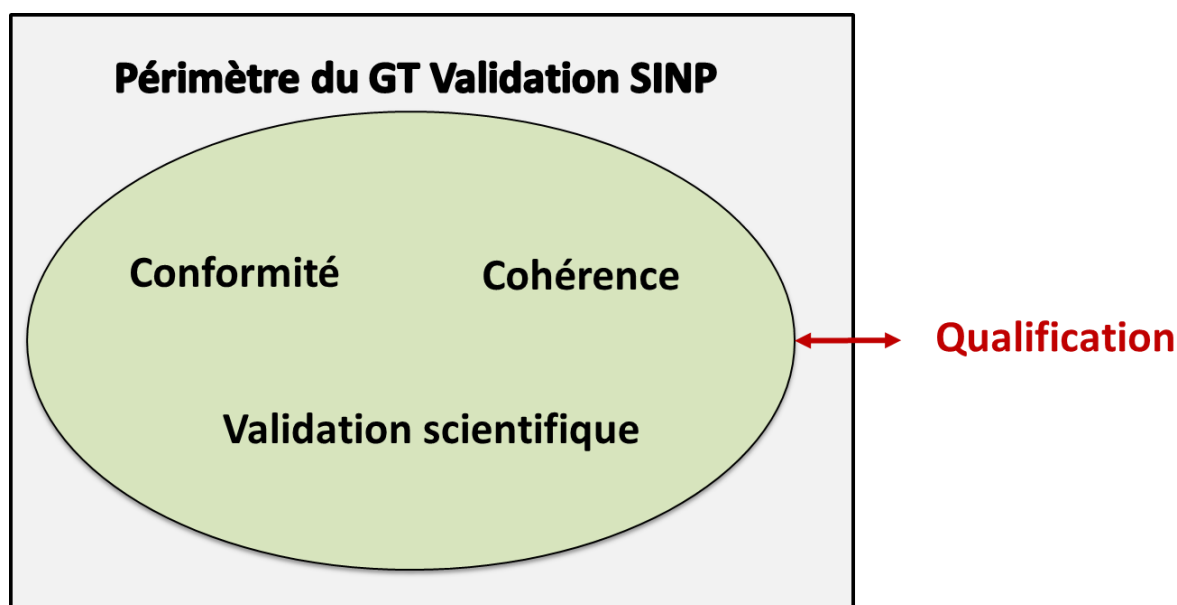 Périmètre du GT Validation SINP
Conformité
Cohérence
Qualification
Validation scientifique